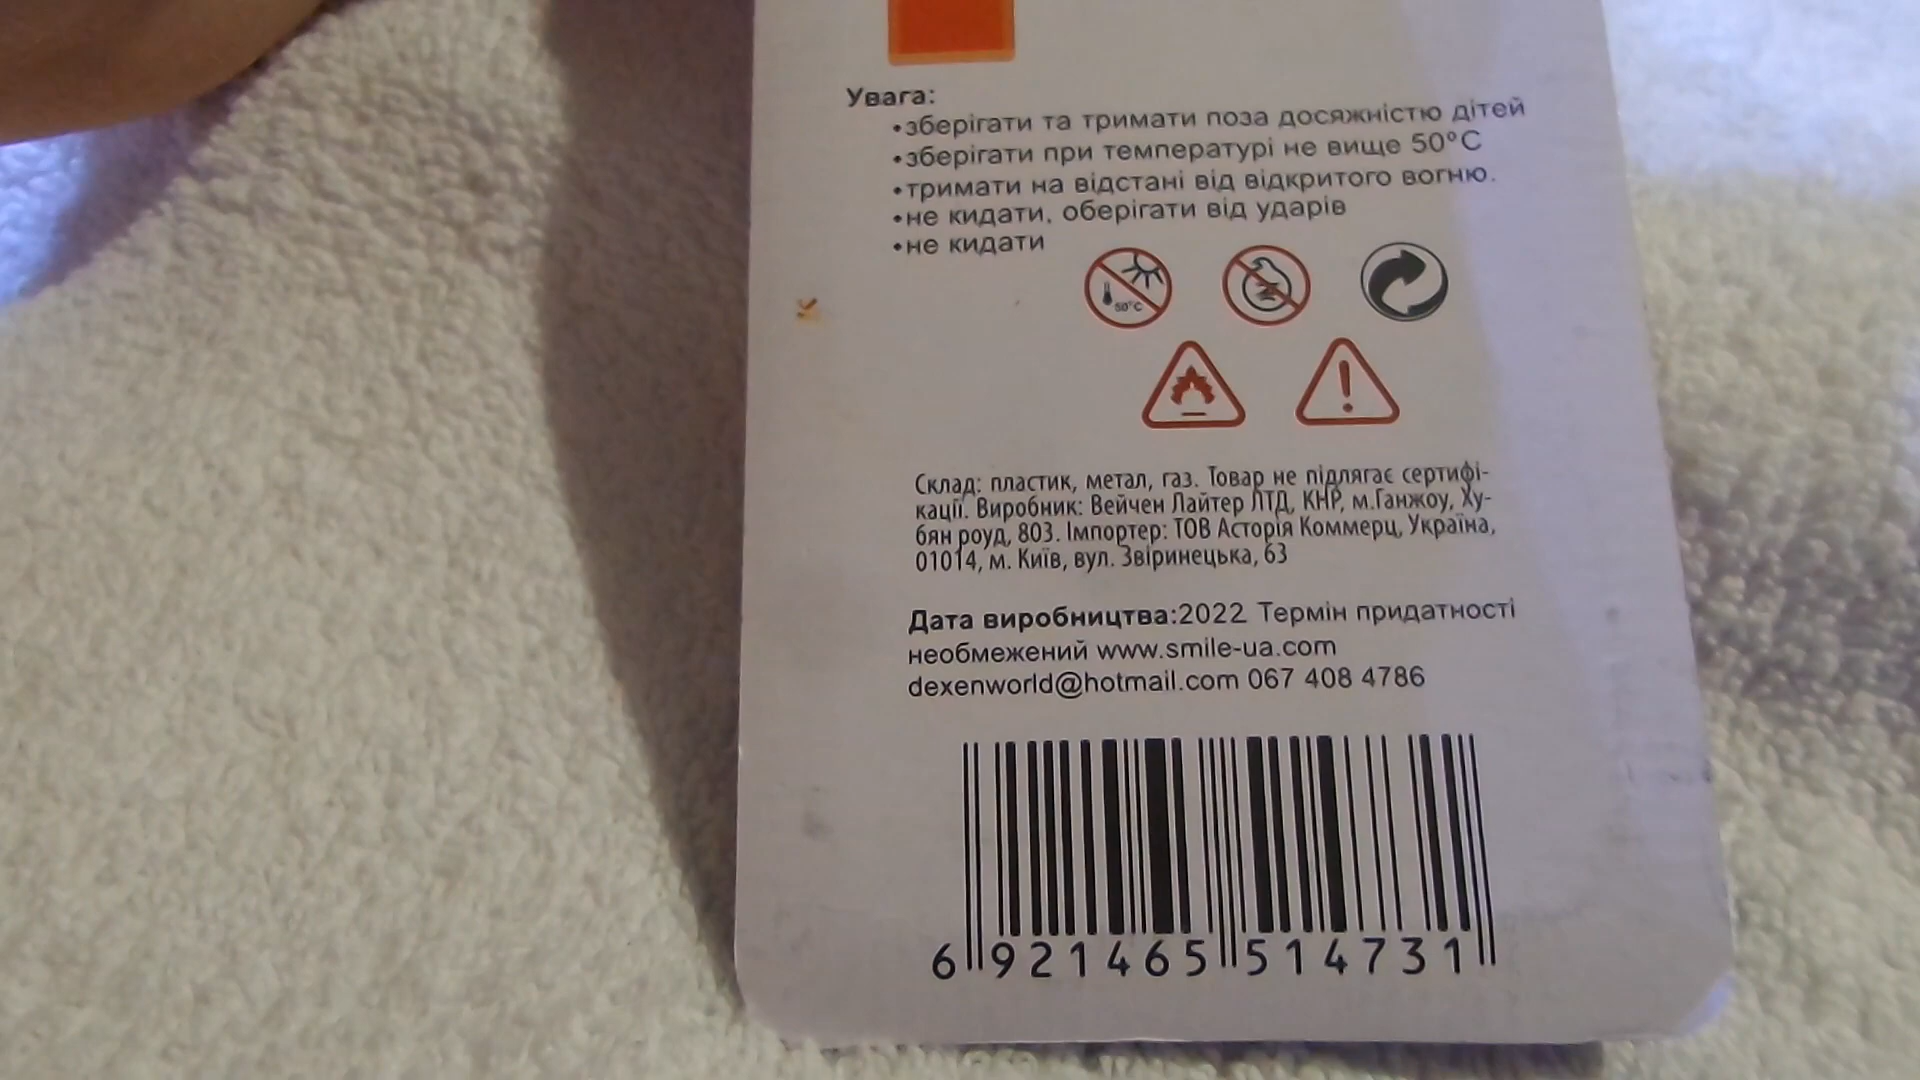 Увага:
•зберігати та тримати поза досяжністю дітей
•зберігати при температурі не вище 50°C
•тримати на відстані від відкритого вогню.
•не кидати, оберігати від ударів
•не кидати
50°C
Склад: пластик, метал, газ. Товар не підлягає сертифі-
кації. Виробник: Вейчен Лайтер ЛТД, КНР, м.Ганжоу, Ху-
бян роуд, 803. Імпортер: ТОВ Асторія Коммерц, Україна,
01014, м. Київ, вул. Звіринецька, 63
Дата виробництва:2022 Термін придатності
необмежений www.smile-ua.com
dexenworld@hotmail.com 067 408 4786
6 921465 514731